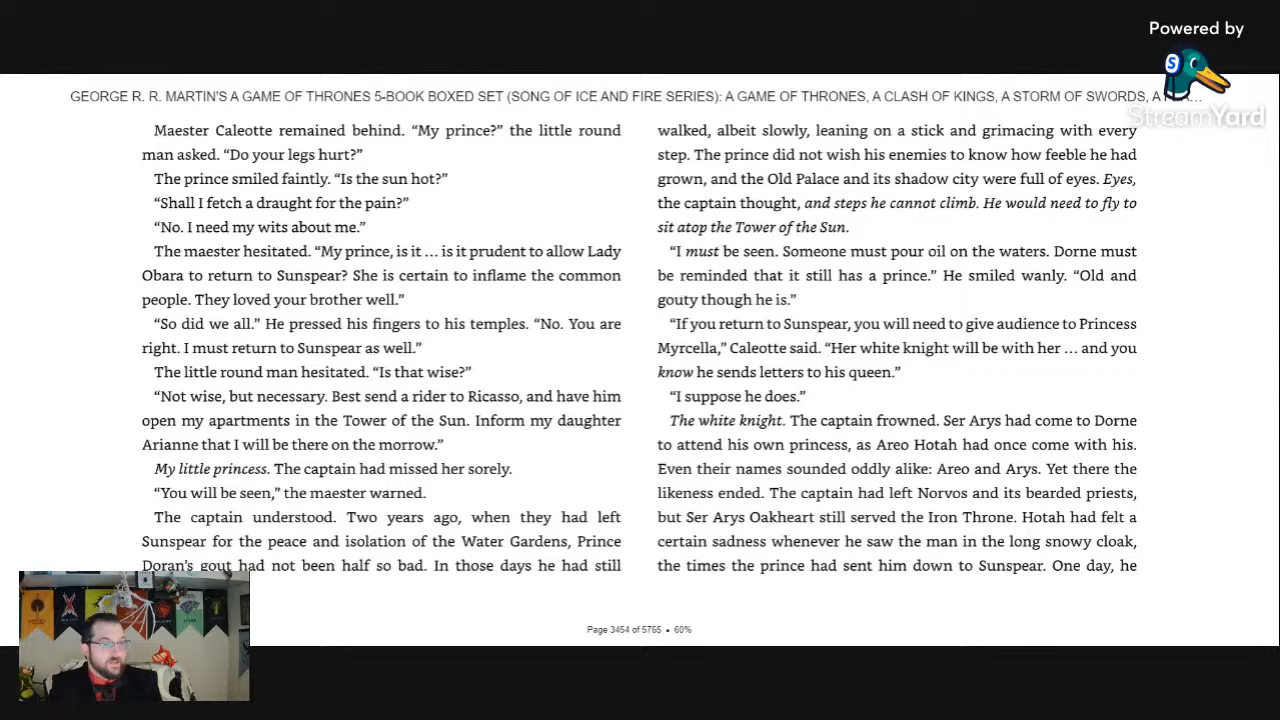 Powered by
StreamYard
GEORGE R. R. MARTIN'S A GAME OF THRONES 5-BOOK BOXED SET (SONG OF ICE AND FIRE SERIES): A GAME OF THRONES, A CLASH OF KINGS, A STORM OF SWORDS, A
Maester Caleotte remained behind. “My prince?” the little round
man asked. “Do your legs hurt?”
The prince smiled faintly. “Is the sun hot?”
“Shall I fetch a draught for the pain?”
“No. I need my wits about me.”
The maester hesitated. “My prince, is it … is it prudent to allow Lady
Obara to return to Sunspear? She is certain to inflame the common
people. They loved your brother well.”
“So did we all.” He pressed his fingers to his temples. “No. You are
right. I must return to Sunspear as well.”
The little round man hesitated. “Is that wise?”
“Not wise, but necessary. Best send a rider to Ricasso, and have him
open my apartments in the Tower of the Sun. Inform my daughter
Arianne that I will be there on the morrow.”
My little princess. The captain had missed her sorely.
“You will be seen,” the maester warned.
The captain understood. Two years ago, when they had left
Sunspear for the peace and isolation of the Water Gardens, Prince
Doran’s gout had not been half so bad. In those days he had still
walked, albeit slowly, leaning on a stick and grimacing with every
step. The prince did not wish his enemies to know how feeble he had
grown, and the Old Palace and its shadow city were full of eyes. Eyes,
the captain thought, and steps he cannot climb. He would need to fly to
sit atop the Tower of the Sun.
“I must be seen. Someone must pour oil on the waters. Dorne must
be reminded that it still has a prince.” He smiled wanly. “Old and
gouty though he is.”
“If you return to Sunspear, you will need to give audience to Princess
Myrcella,” Caleotte said. “Her white knight will be with her … and you
know he sends letters to his queen.”
“I suppose he does.”
The white knight. The captain frowned. Ser Arys had come to Dorne
to attend his own princess, as Areo Hotah had once come with his.
Even their names sounded oddly alike: Areo and Arys. Yet there the
likeness ended. The captain had left Norvos and its bearded priests,
but Ser Arys Oakheart still served the Iron Throne. Hotah had felt a
certain sadness whenever he saw the man in the long snowy cloak,
the times the prince had sent him down to Sunspear. One day, he
Page 3454 of 5765 • 60%